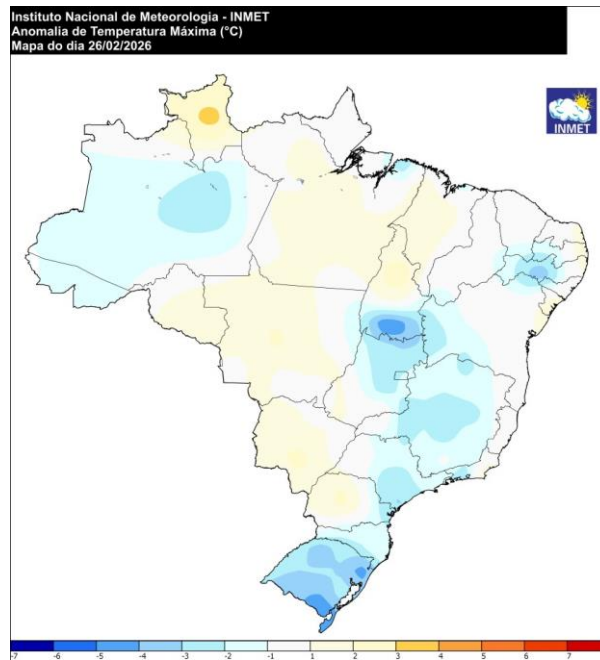 Instituto Nacional de Meteorologia - INMET
Anomalia de Temperatura Máxima (°C)
Mapa do dia 26/02/2026
INMET
-7 -6 -5 -4 -3 -2 -1 1 2 3 4 5 6 7